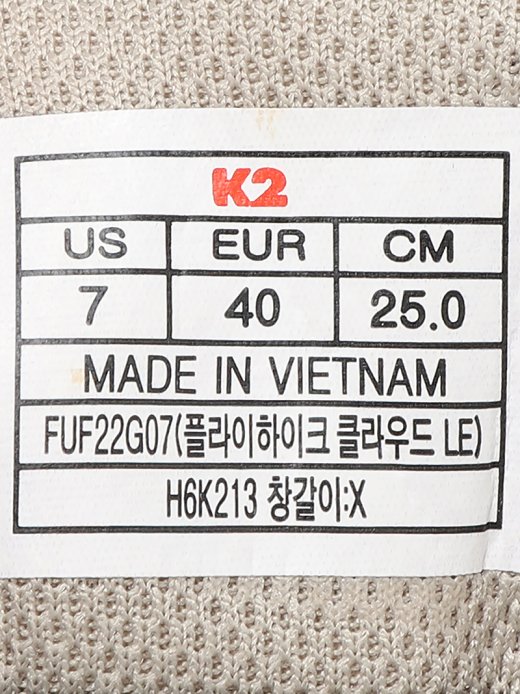 K2
US EUR CM
7 40 25.0
MADE IN VIETNAM
FUF22G07(플라이하이크 클라우드 LE)
H6K213 창갈이:X